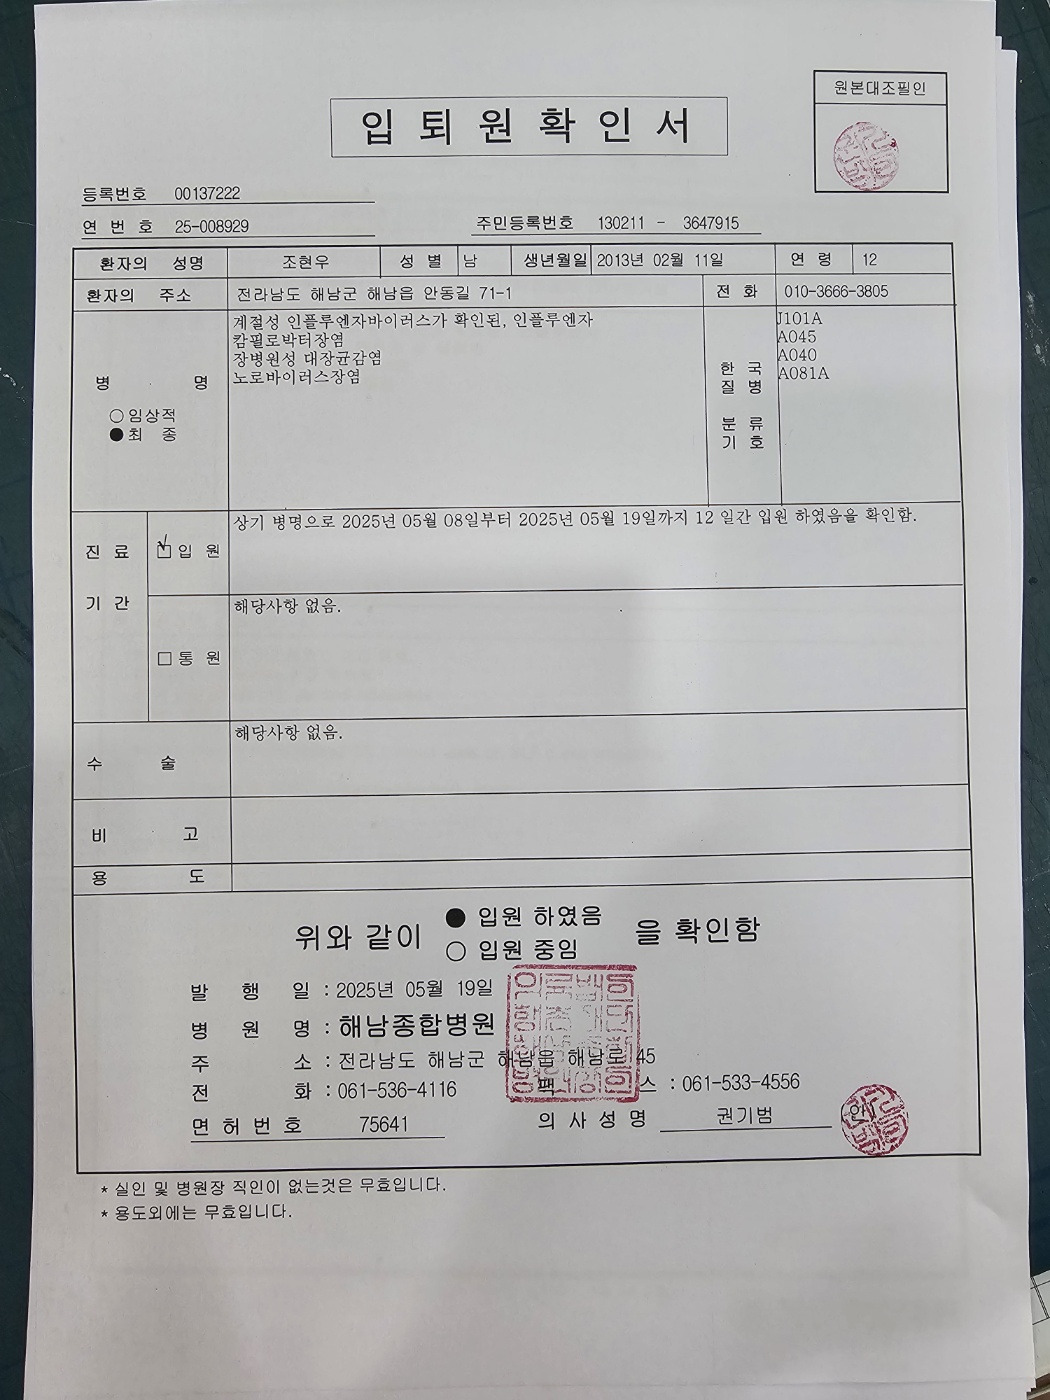 원본대조필인
입 퇴 원 확 인 서
등록번호 00137222
연 번 호 25-008929
주민등록번호 130211 - 3647915
환자의 성명 조현우 성 별 남 생년월일 2013년 02월 11일 연 령 12
환자의 주소 전라남도 해남군 해남읍 안동길 71-1 전 화 010-3666-3805
병 명
○임상적
●최 종
계절성 인플루엔자바이러스가 확인된, 인플루엔자
캄필로박터장염
장병원성 대장균감염
노로바이러스장염
한 국
질 병
분 류
기 호
J101A
A045
A040
A081A
진 료
기 간
☑입 원
상기 병명으로 2025년 05월 08일부터 2025년 05월 19일까지 12 일간 입원 하였음을 확인함.
□통 원
해당사항 없음.
수 술
해당사항 없음.
비 고
용 도
위와 같이 ● 입원 하였음 을 확인함
○ 입원 중임
발 행 일 : 2025년 05월 19일
병 원 명 : 해남종합병원
주 소 : 전라남도 해남군 해남읍 해남로 45
전 화 : 061-536-4116 팩 스 : 061-533-4556
면 허 번 호 75641 의 사 성 명 권기범 (인)
* 실인 및 병원장 직인이 없는것은 무효입니다.
* 용도외에는 무효입니다.